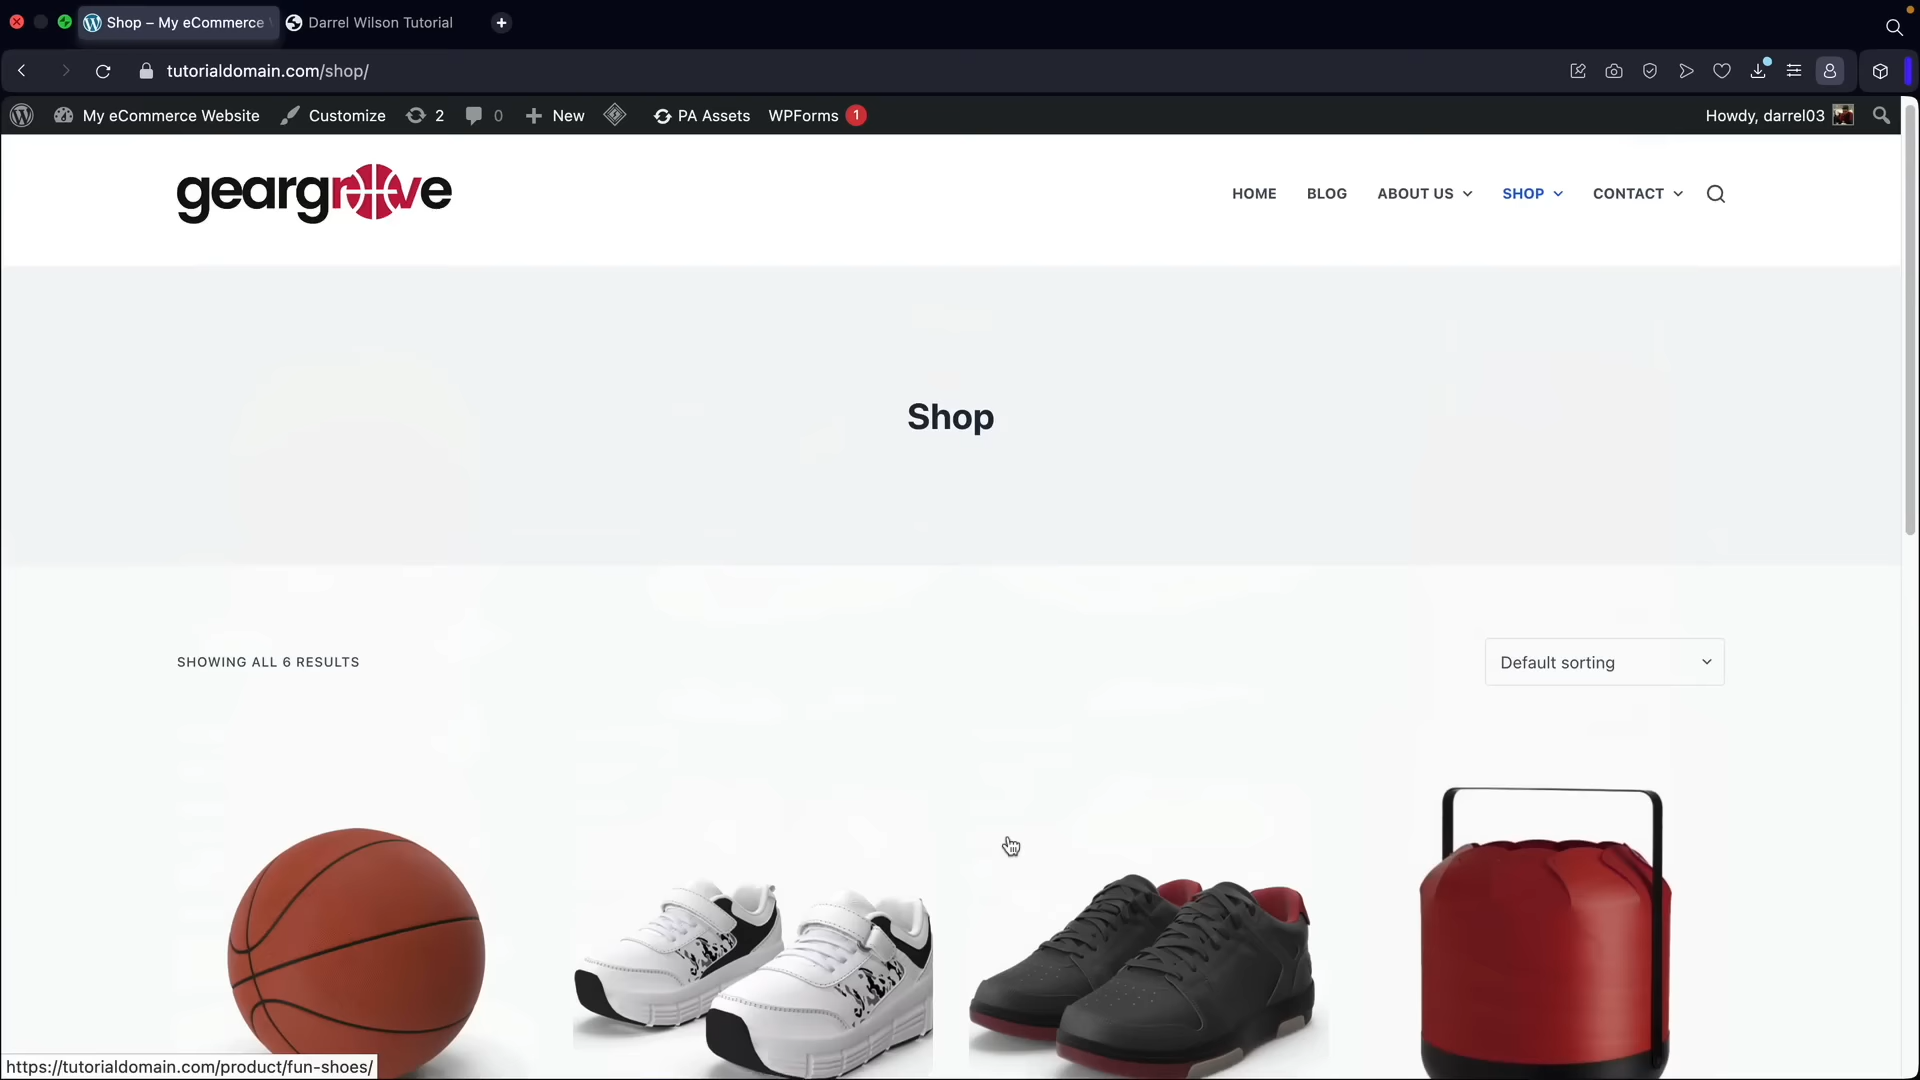 Shop – My eCommerce
Darrel Wilson Tutorial
tutorialdomain.com/shop/
My eCommerce Website
Customize
2
0
New
PA Assets
WPForms 1
Howdy, darrel03
geargroove
HOME
BLOG
ABOUT US
SHOP
CONTACT
Shop
SHOWING ALL 6 RESULTS
Default sorting
https://tutorialdomain.com/product/fun-shoes/